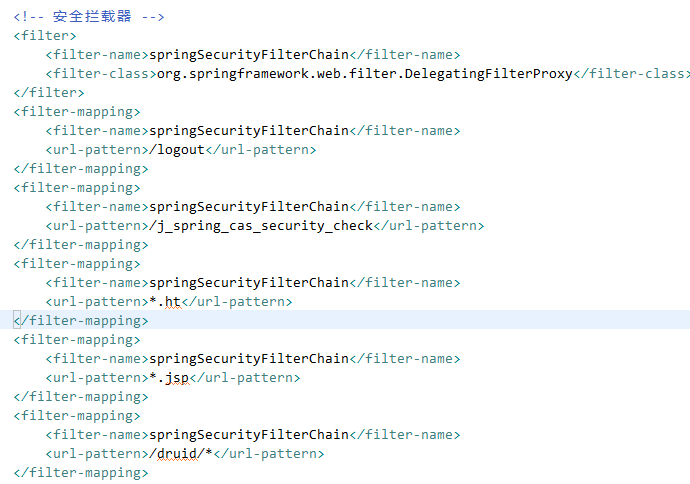 <!-- 安全拦载器 -->
<filter>
    <filter-name>springSecurityFilterChain</filter-name>
    <filter-class>org.springframework.web.filter.DelegatingFilterProxy</filter-class>
</filter>
<filter-mapping>
    <filter-name>springSecurityFilterChain</filter-name>
    <url-pattern>/logout</url-pattern>
</filter-mapping>
<filter-mapping>
    <filter-name>springSecurityFilterChain</filter-name>
    <url-pattern>/j_spring_cas_security_check</url-pattern>
</filter-mapping>
<filter-mapping>
    <filter-name>springSecurityFilterChain</filter-name>
    <url-pattern>*.ht</url-pattern>
</filter-mapping>
<filter-mapping>
    <filter-name>springSecurityFilterChain</filter-name>
    <url-pattern>*.jsp</url-pattern>
</filter-mapping>
<filter-mapping>
    <filter-name>springSecurityFilterChain</filter-name>
    <url-pattern>/druid/*</url-pattern>
</filter-mapping>